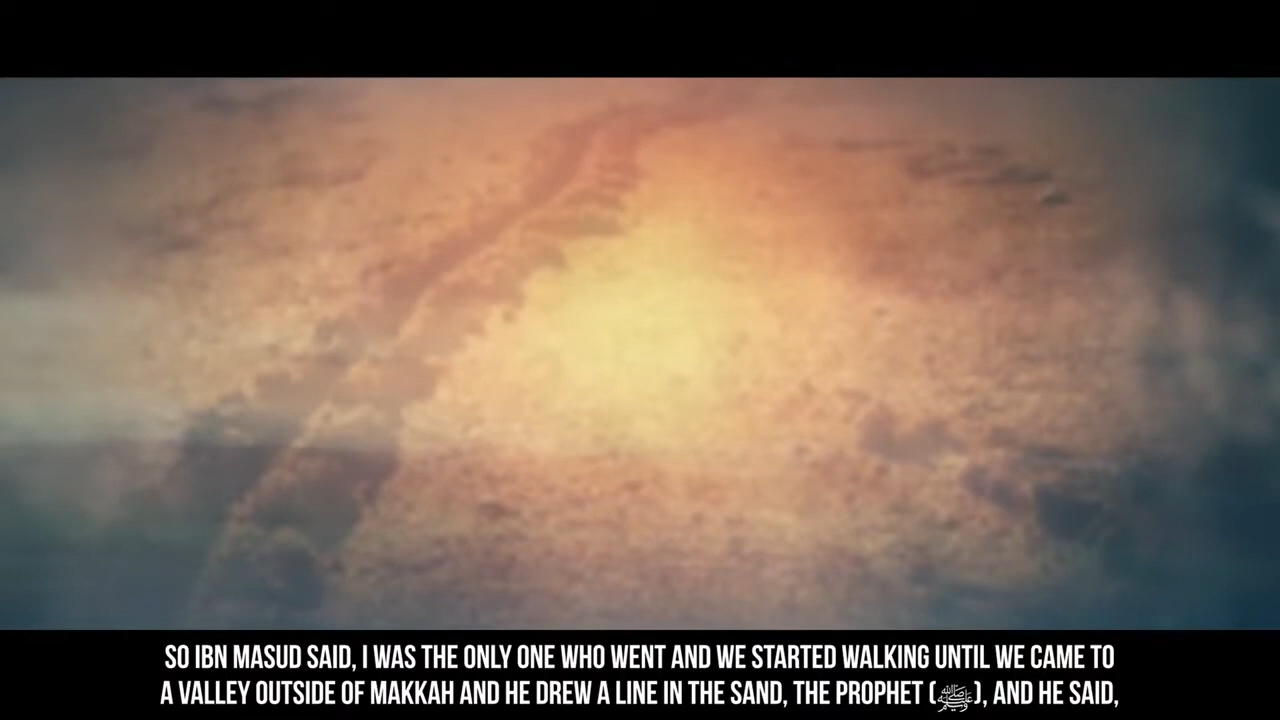 SO IBN MASUD SAID, I WAS THE ONLY ONE WHO WENT AND WE STARTED WALKING UNTIL WE CAME TO
A VALLEY OUTSIDE OF MAKKAH AND HE DREW A LINE IN THE SAND, THE PROPHET (ﷺ), AND HE SAID,